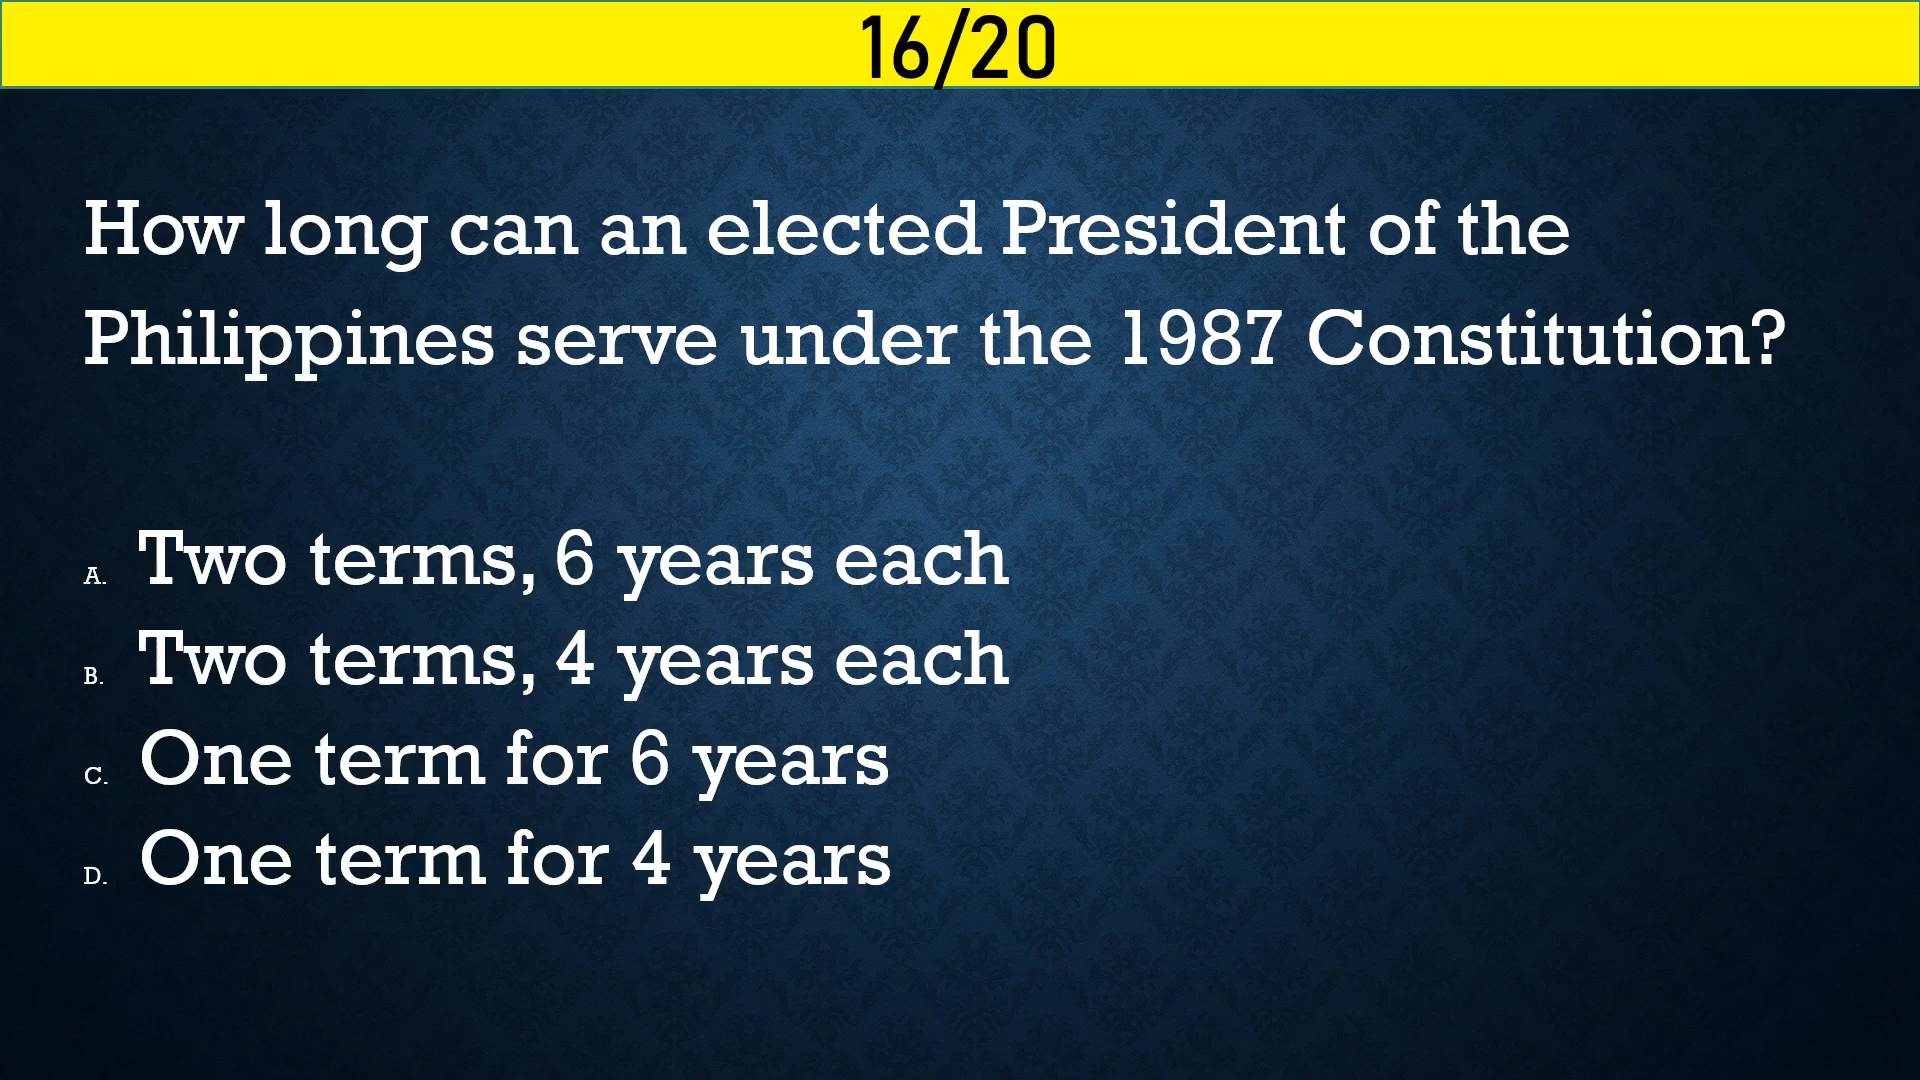 16/20
How long can an elected President of the
Philippines serve under the 1987 Constitution?
A. Two terms, 6 years each
B. Two terms, 4 years each
C. One term for 6 years
D. One term for 4 years